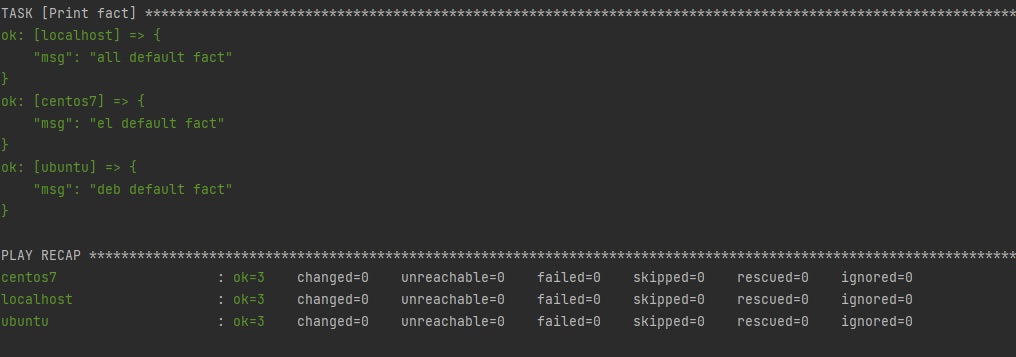 TASK [Print fact] *************************************************************************************************************
ok: [localhost] => {
    "msg": "all default fact"
}
ok: [centos7] => {
    "msg": "el default fact"
}
ok: [ubuntu] => {
    "msg": "deb default fact"
}
PLAY RECAP ********************************************************************************************************************
centos7                    : ok=3    changed=0    unreachable=0    failed=0    skipped=0    rescued=0    ignored=0
localhost                  : ok=3    changed=0    unreachable=0    failed=0    skipped=0    rescued=0    ignored=0
ubuntu                     : ok=3    changed=0    unreachable=0    failed=0    skipped=0    rescued=0    ignored=0